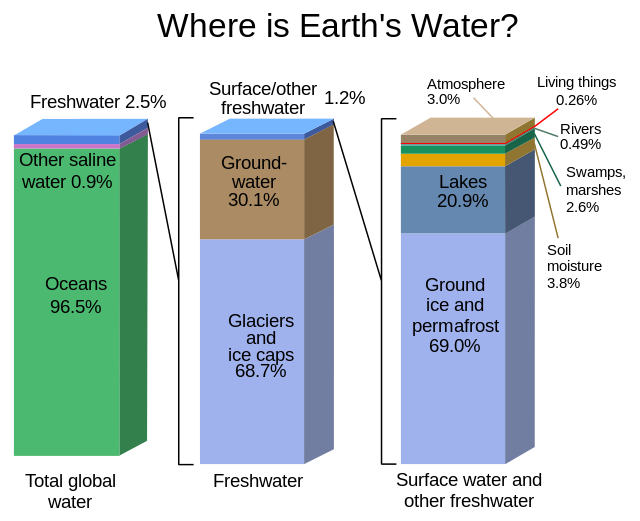 Where is Earth's Water?
Freshwater 2.5%
Other saline
water 0.9%
Oceans
96.5%
Total global
water
Surface/other
freshwater
1.2%
Ground-
water
30.1%
Glaciers
and
ice caps
68.7%
Freshwater
Atmosphere
3.0%
Living things
0.26%
Rivers
0.49%
Swamps,
marshes
2.6%
Soil
moisture
3.8%
Lakes
20.9%
Ground
ice and
permafrost
69.0%
Surface water and
other freshwater